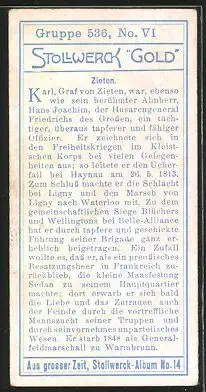 Gruppe 536, No. VI
STOLLWERCK "GOLD"
Zieten.
Karl, Graf von Zieten, war, ebenso
wie sein berühmter Ahnherr,
Hans Joachim, der Husarengeneral
Friedrichs des Großen, ein tüch-
tiger, überaus tapferer und fähiger
Offizier. Er zeichnete sich in
den Freiheitskriegen im Kleist-
schen Korps bei vielen Gelegen-
heiten aus; so leitete er den Ueber-
fall bei Haynau am 26. 5. 1813.
Zum Schluß machte er die Schlacht
bei Ligny und den Marsch von
Ligny nach Waterloo mit. Zu dem
gemeinschaftlichen Siege Blüchers
und Wellingtons bei Belle-Alliance
hat er durch tapfere und geschickte
Führung seiner Brigade ganz er-
heblich beigetragen. Ein Zufall
wollte es, daß er, als ein preußisches
Besatzungsheer in Frankreich zu-
rückblieb, die kleine Maasfestung
Sedan zu seinem Hauptquartier
machte; dort erwarb er sich bald
die Liebe und das Zutrauen auch
der Feinde durch die vortreffliche
Mannszucht seiner Truppen und
durch sein vornehmes unparteiisches
Wesen. Er starb 1848 als General-
feldmarschall zu Warmbrunn.
Aus grosser Zeit, Stollwerck-Album No. 14